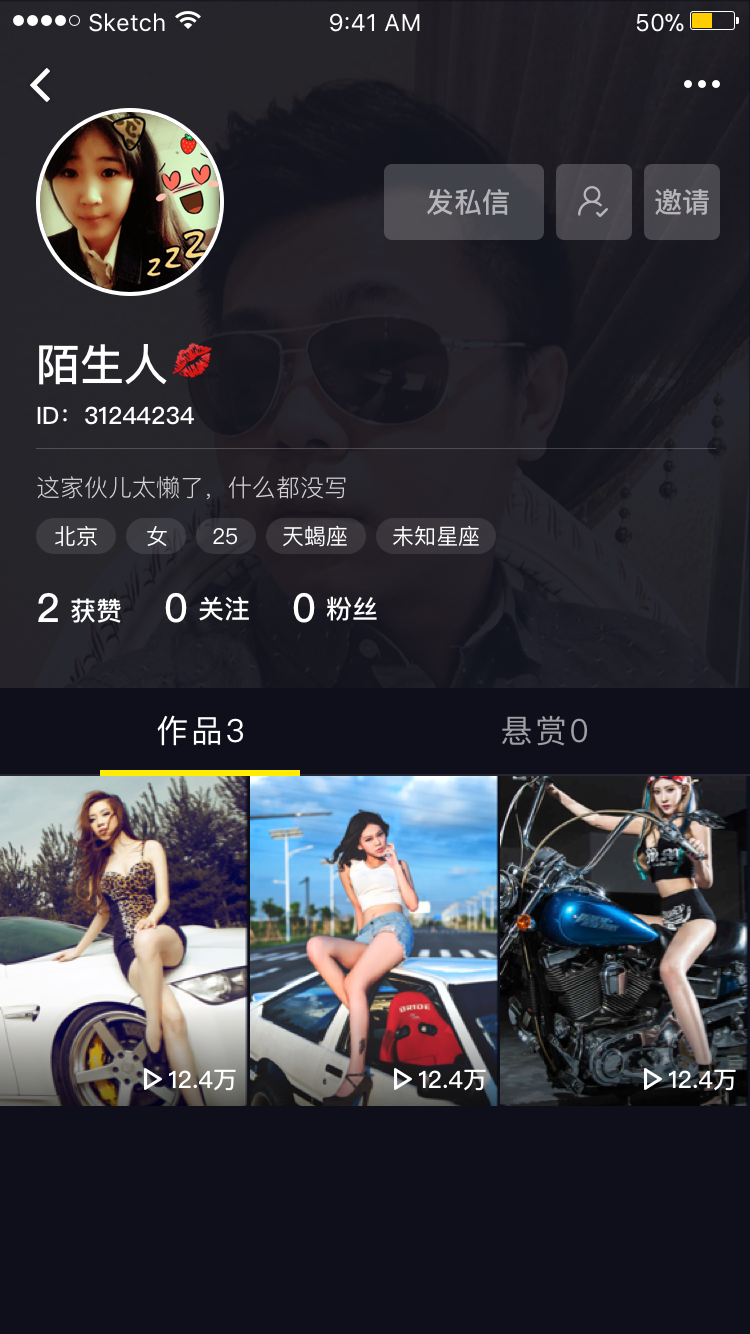 Sketch 9:41 AM 50%
zzZ
发私信 邀请
陌生人
ID：31244234
这家伙儿太懒了，什么都没写
北京 女 25 天蝎座 未知星座
2 获赞 0 关注 0 粉丝
作品3 悬赏0
BRIDE
12.4万 12.4万 12.4万